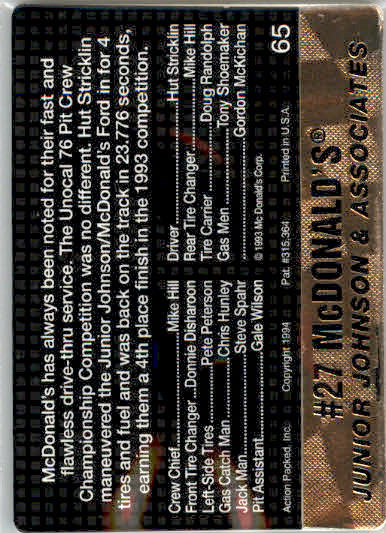 McDonald's has always been noted for their fast and
flawless drive-thru service. The Unocal 76 Pit Crew
Championship Competition was no different. Hut Stricklin
maneuvered the Junior Johnson/McDonald's Ford in for 4
tires and fuel and was back on the track in 23.776 seconds,
earning them a 4th place finish in the 1993 competition.
Crew Chief....................Mike Hill
Front Tire Changer...Donnie Disharoon
Left-Side-Tires............Pete Peterson
Gas Catch Man............Chris Hunley
Jack Man....................Steve Spahr
Pit Assistant................Gale Wilson
Driver....................Hut Stricklin
Rear Tire Changer............Mike Hill
Tire Carrier............Doug Randolph
Gas Men............Tony Shoemaker
....................Gordon McKichan
© 1993 Mc Donald's Corp.
Action Packed, Inc. Copyright 1994 Pat. #315,364 Printed in U.S.A.
65
#27 McDONALD'S®
JUNIOR JOHNSON & ASSOCIATES